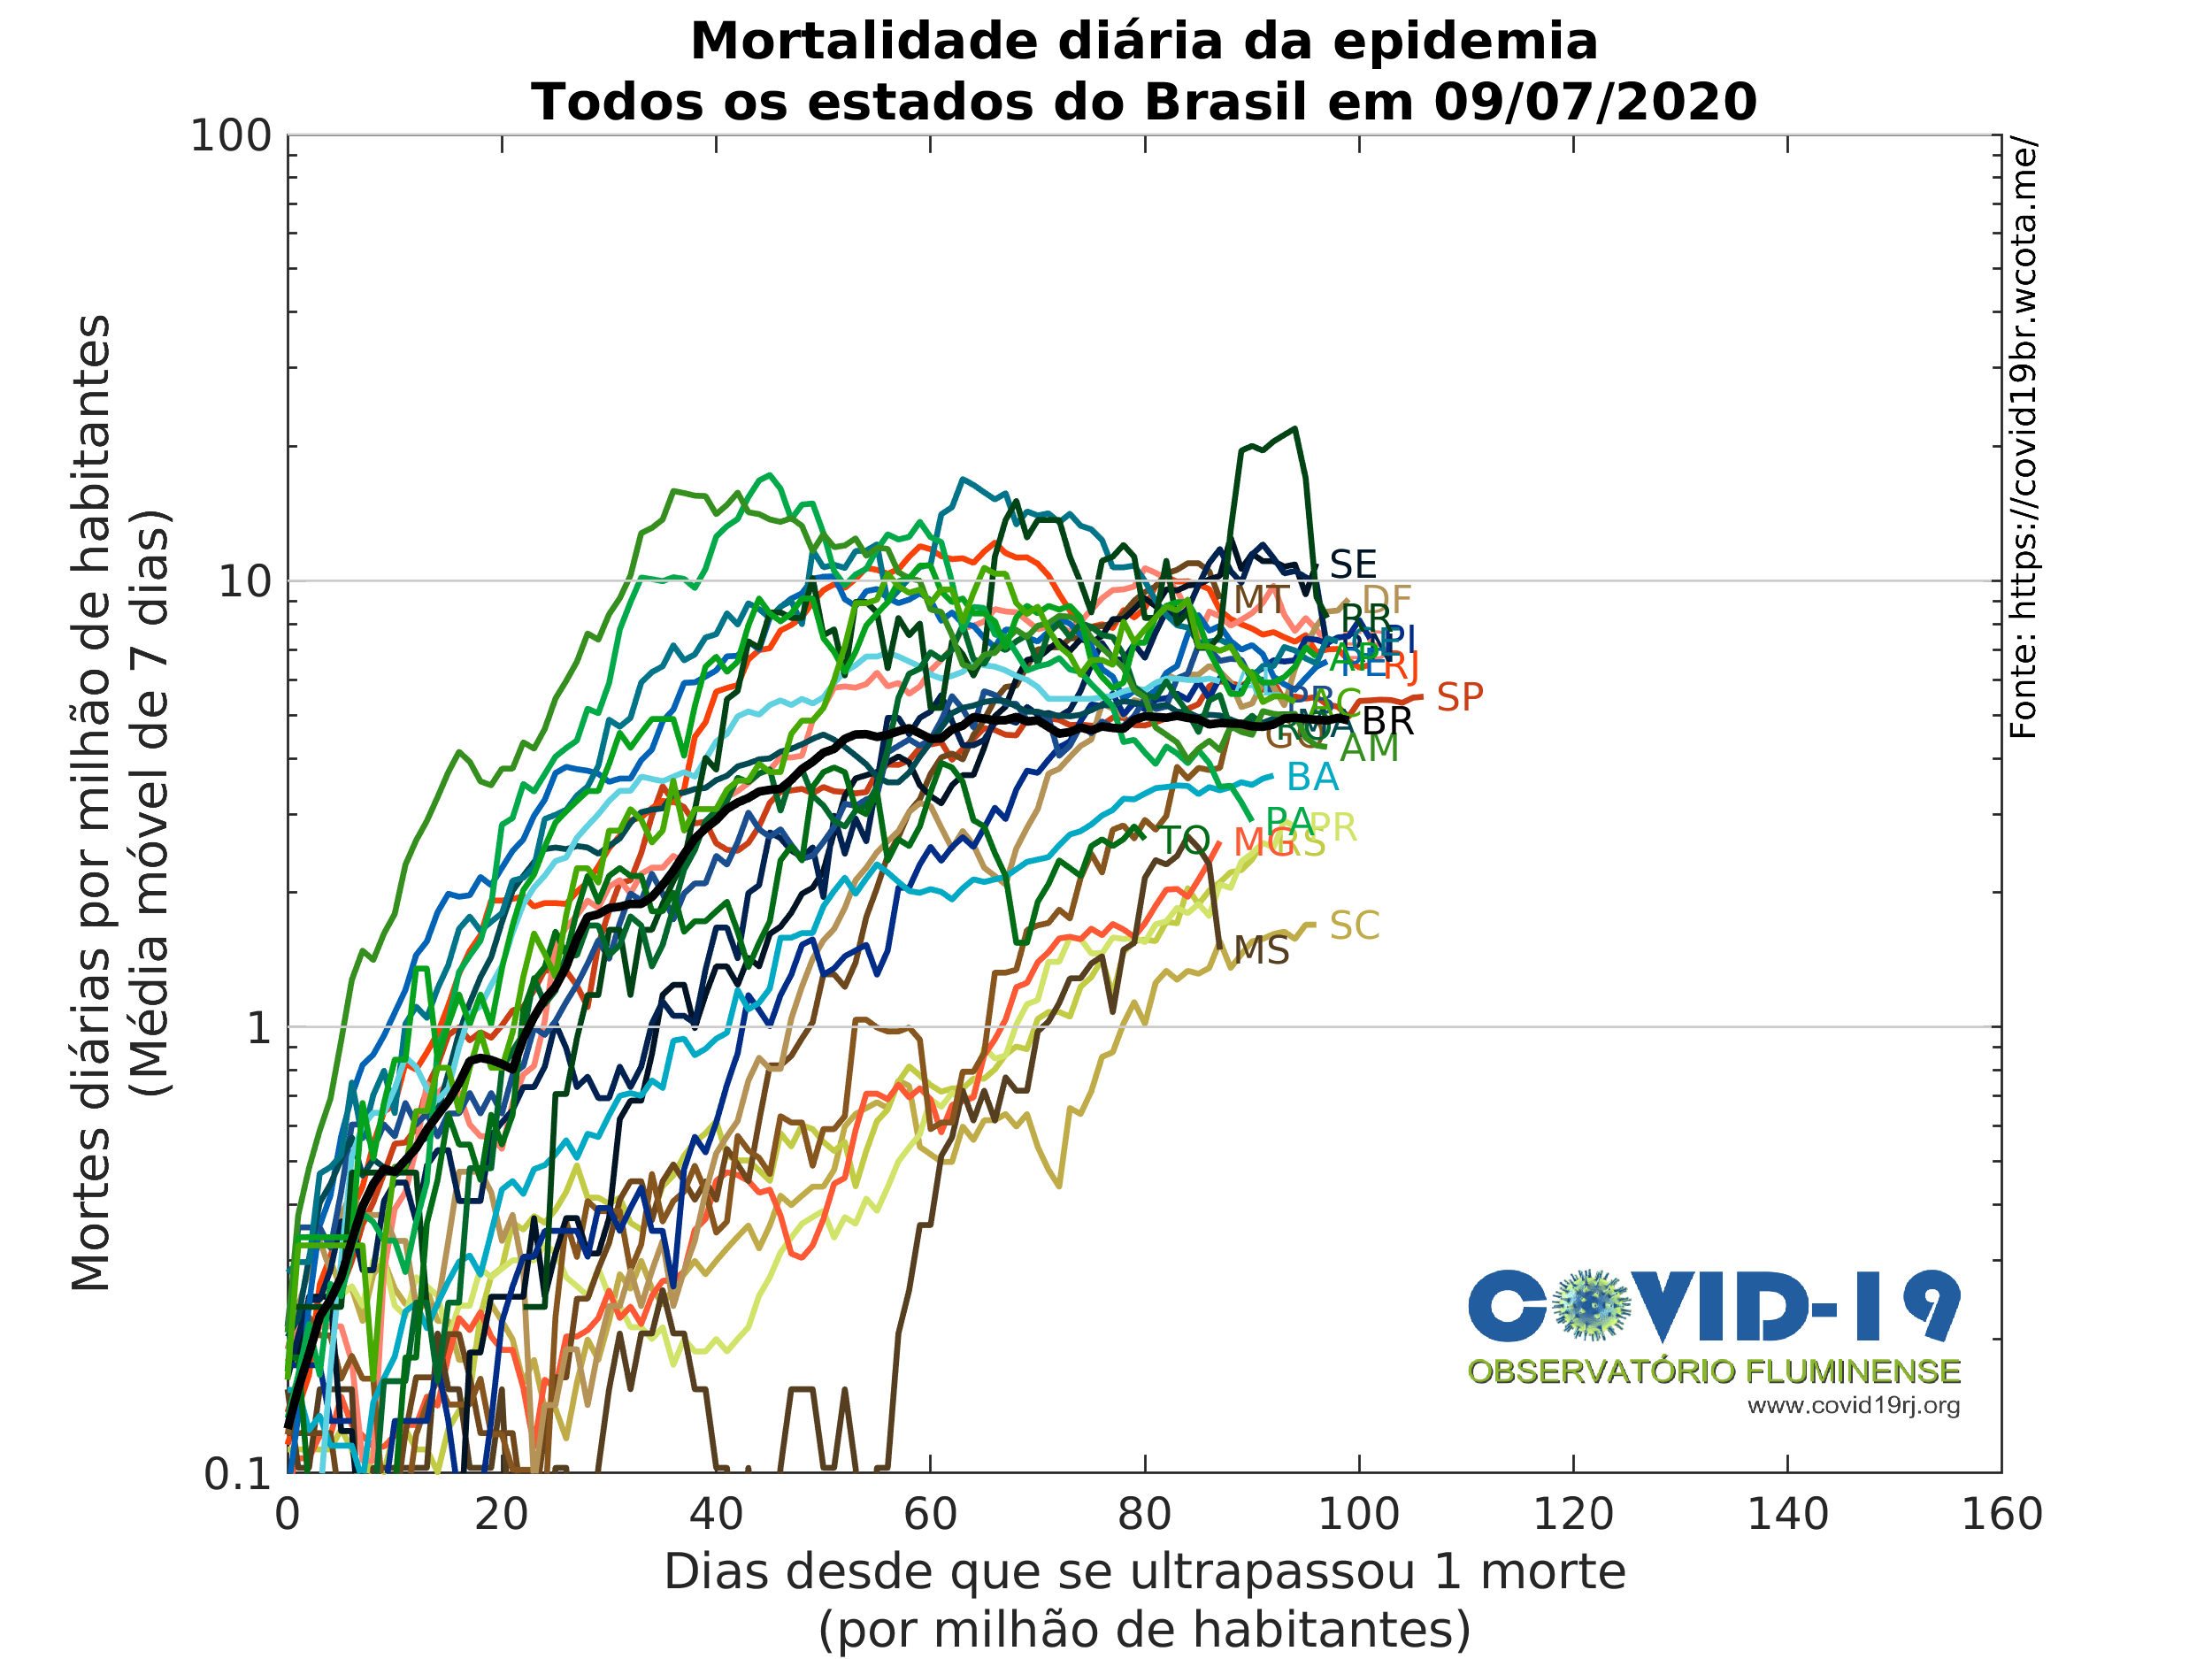 Mortalidade diária da epidemia
Todos os estados do Brasil em 09/07/2020
Mortes diárias por milhão de habitantes
(Média móvel de 7 dias)
100
10
1
0.1
Fonte: https://covid19br.wcota.me/
SE
MT
DF
RR
PI
RJ
SP
AC
BR
GO
AM
BA
PA
PR
TO
MG
RS
SC
MS
COVID-19
OBSERVATÓRIO FLUMINENSE
www.covid19rj.org
0 20 40 60 80 100 120 140 160
Dias desde que se ultrapassou 1 morte
(por milhão de habitantes)